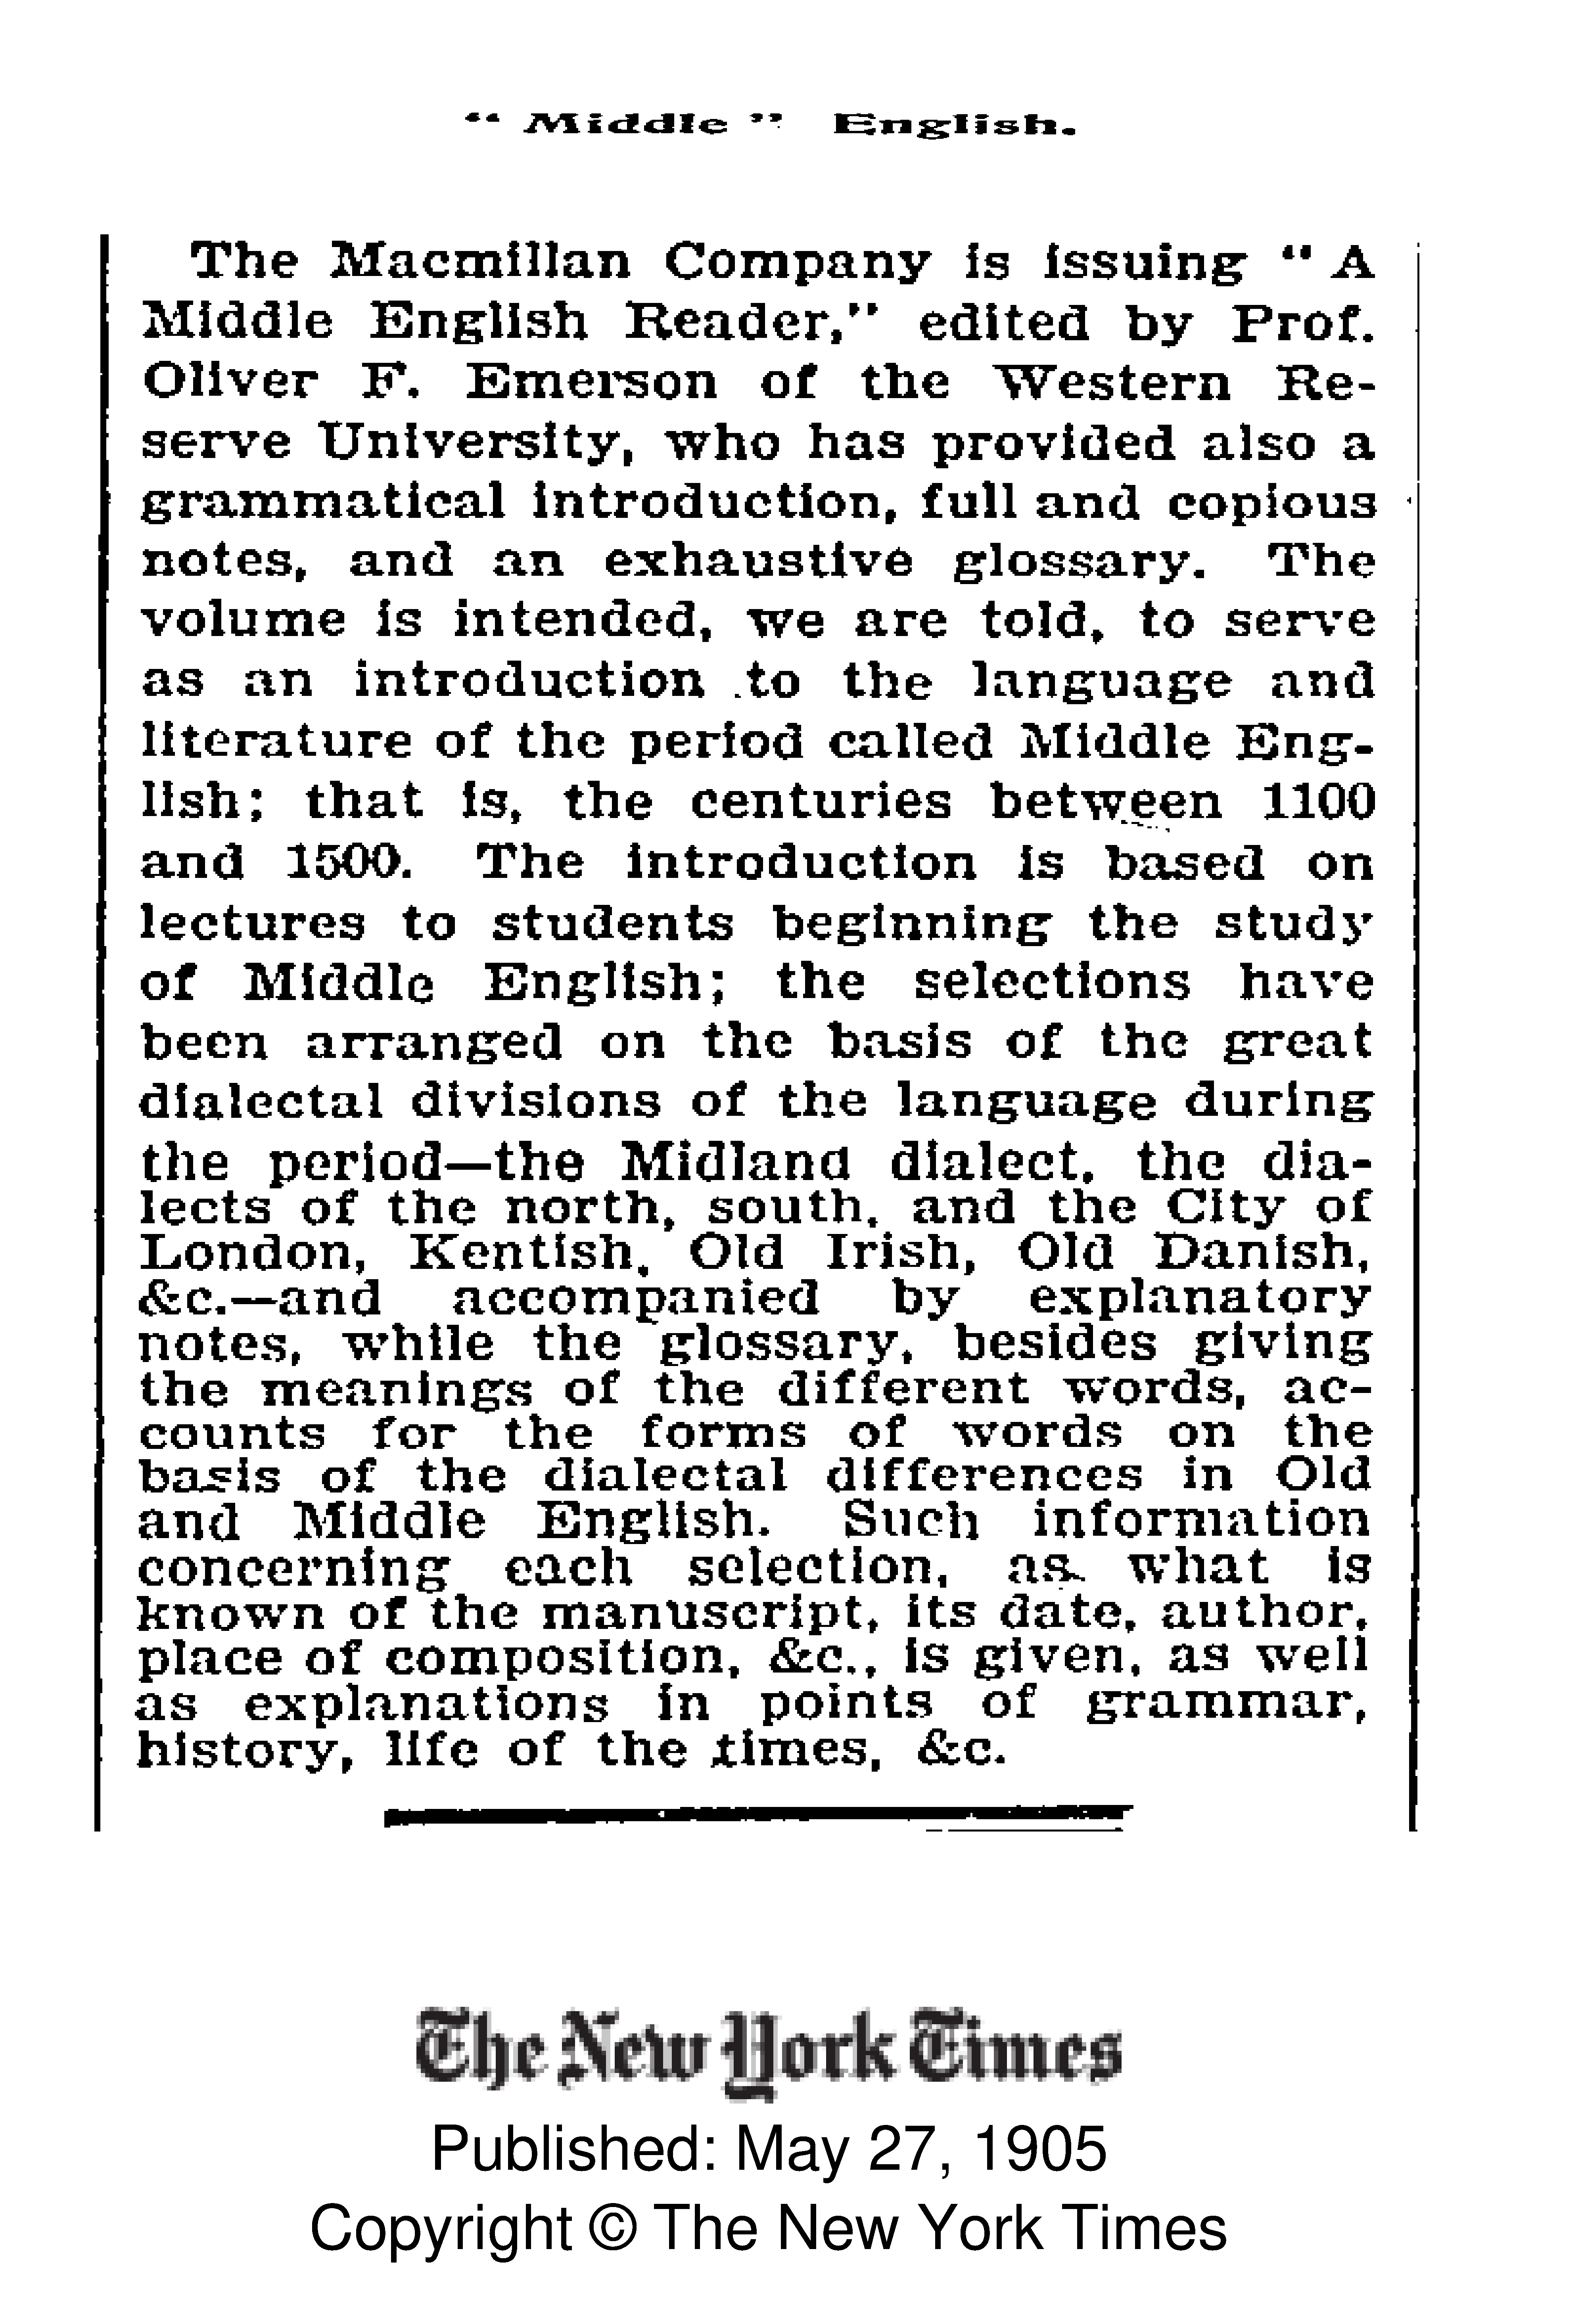 “ Middle ” English.
The Macmillan Company is issuing “ A
Middle English Reader,” edited by Prof.
Oliver F. Emerson of the Western Re-
serve University, who has provided also a
grammatical introduction, full and copious
notes, and an exhaustive glossary. The
volume is intended, we are told, to serve
as an introduction to the language and
literature of the period called Middle Eng-
lish; that is, the centuries between 1100
and 1500. The introduction is based on
lectures to students beginning the study
of Middle English; the selections have
been arranged on the basis of the great
dialectal divisions of the language during
the period—the Midland dialect, the dia-
lects of the north, south, and the City of
London, Kentish, Old Irish, Old Danish,
&c.—and accompanied by explanatory
notes, while the glossary, besides giving
the meanings of the different words, ac-
counts for the forms of words on the
basis of the dialectal differences in Old
and Middle English. Such information
concerning each selection, as what is
known of the manuscript, its date, author,
place of composition, &c., is given, as well
as explanations in points of grammar,
history, life of the times, &c.
The New York Times
Published: May 27, 1905
Copyright © The New York Times